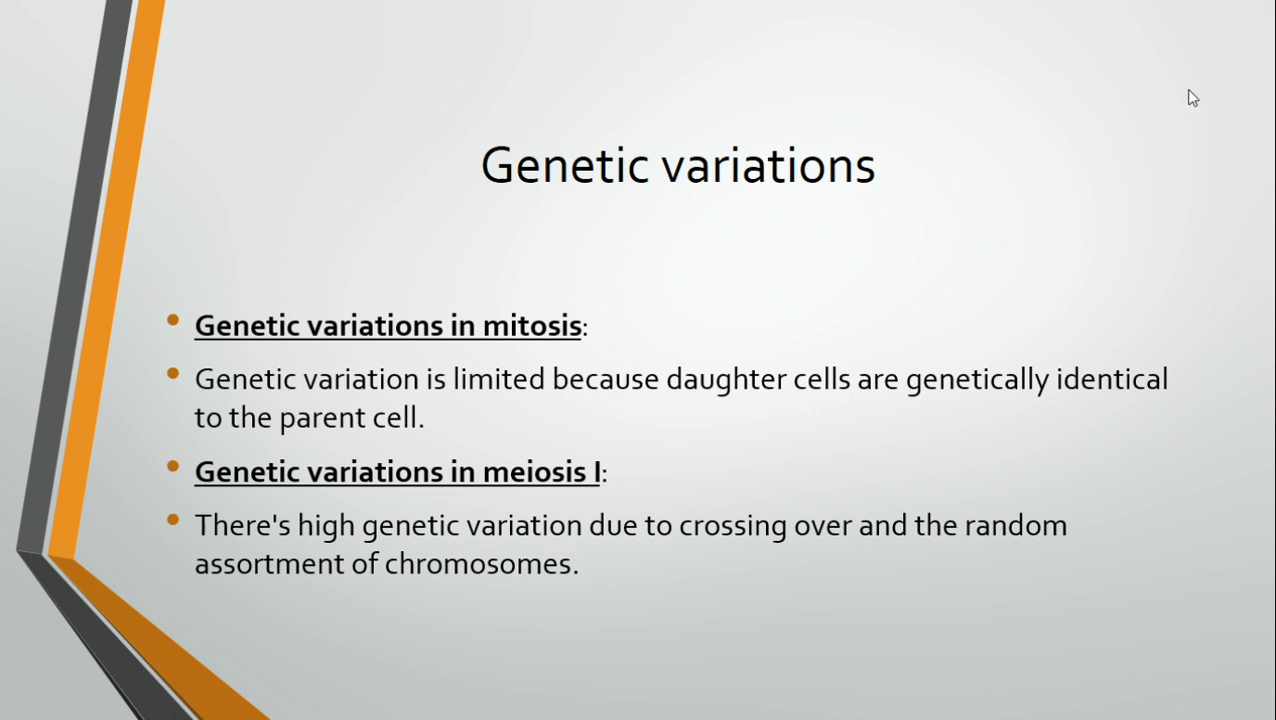 Genetic variations
• Genetic variations in mitosis:
• Genetic variation is limited because daughter cells are genetically identical
to the parent cell.
• Genetic variations in meiosis I:
• There's high genetic variation due to crossing over and the random
assortment of chromosomes.